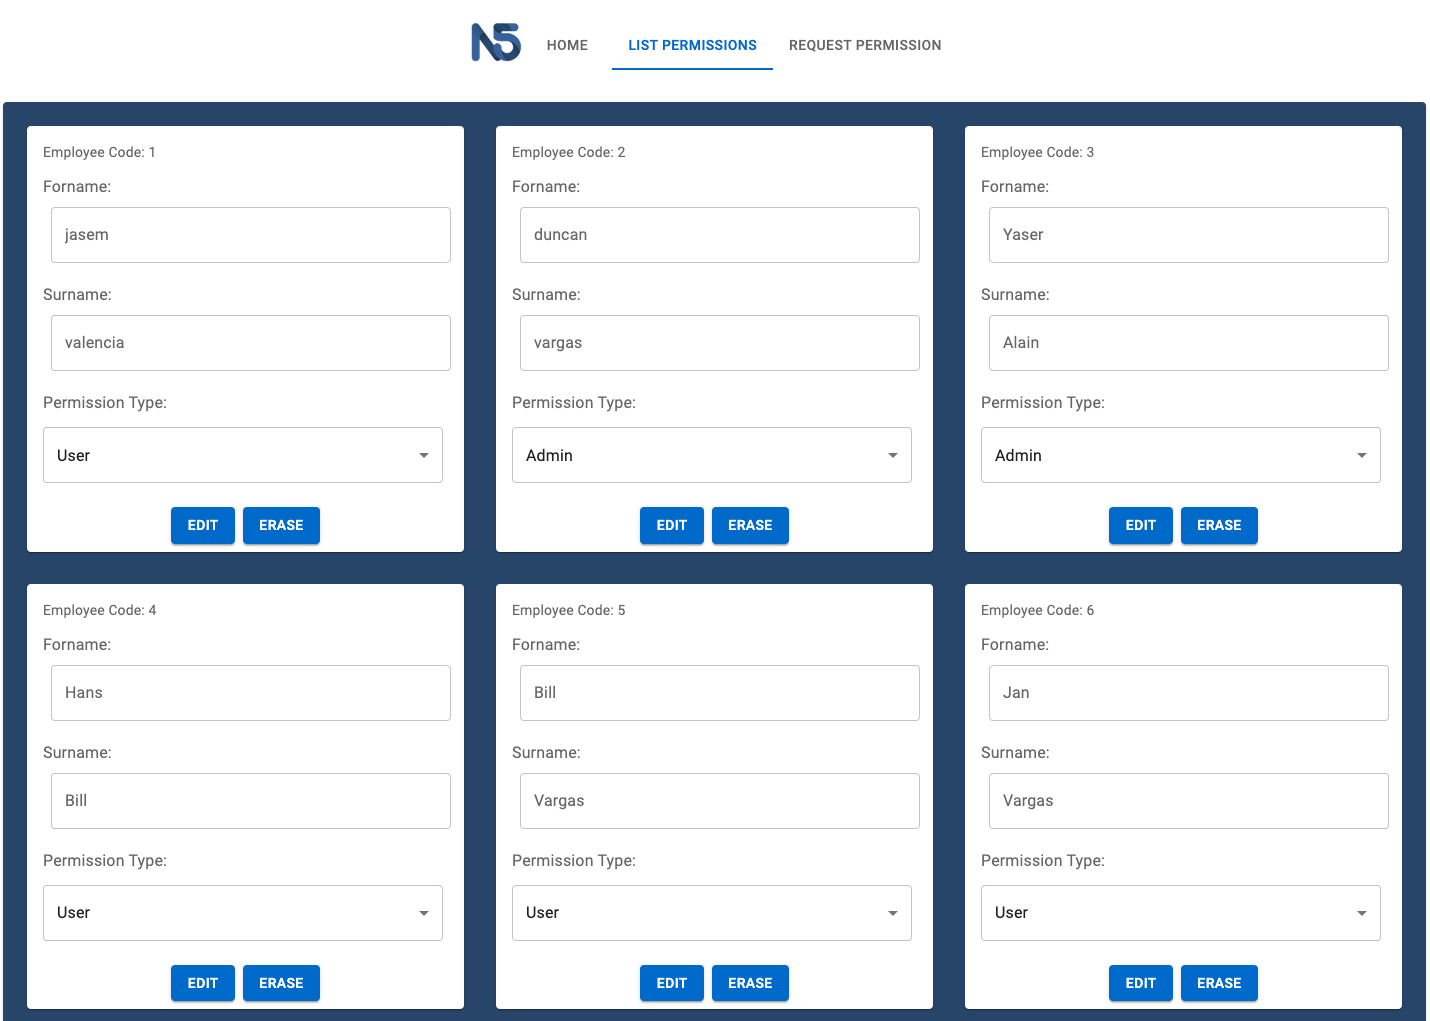 N5 HOME LIST PERMISSIONS REQUEST PERMISSION
Employee Code: 1
Forname:
jasem
Surname:
valencia
Permission Type:
User
EDIT ERASE
Employee Code: 2
Forname:
duncan
Surname:
vargas
Permission Type:
Admin
EDIT ERASE
Employee Code: 3
Forname:
Yaser
Surname:
Alain
Permission Type:
Admin
EDIT ERASE
Employee Code: 4
Forname:
Hans
Surname:
Bill
Permission Type:
User
EDIT ERASE
Employee Code: 5
Forname:
Bill
Surname:
Vargas
Permission Type:
User
EDIT ERASE
Employee Code: 6
Forname:
Jan
Surname:
Vargas
Permission Type:
User
EDIT ERASE